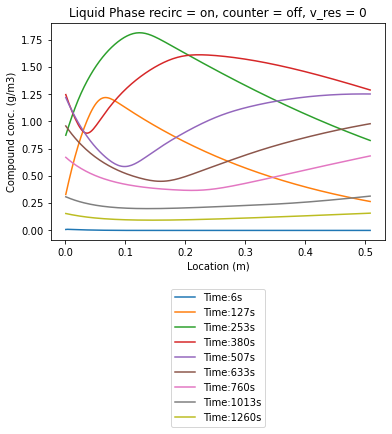 Liquid Phase recirc = on, counter = off, v_res = 0
Compound conc. (g/m3)
1.75
1.50
1.25
1.00
0.75
0.50
0.25
0.00
0.0 0.1 0.2 0.3 0.4 0.5
Location (m)
Time:6s
Time:127s
Time:253s
Time:380s
Time:507s
Time:633s
Time:760s
Time:1013s
Time:1260s